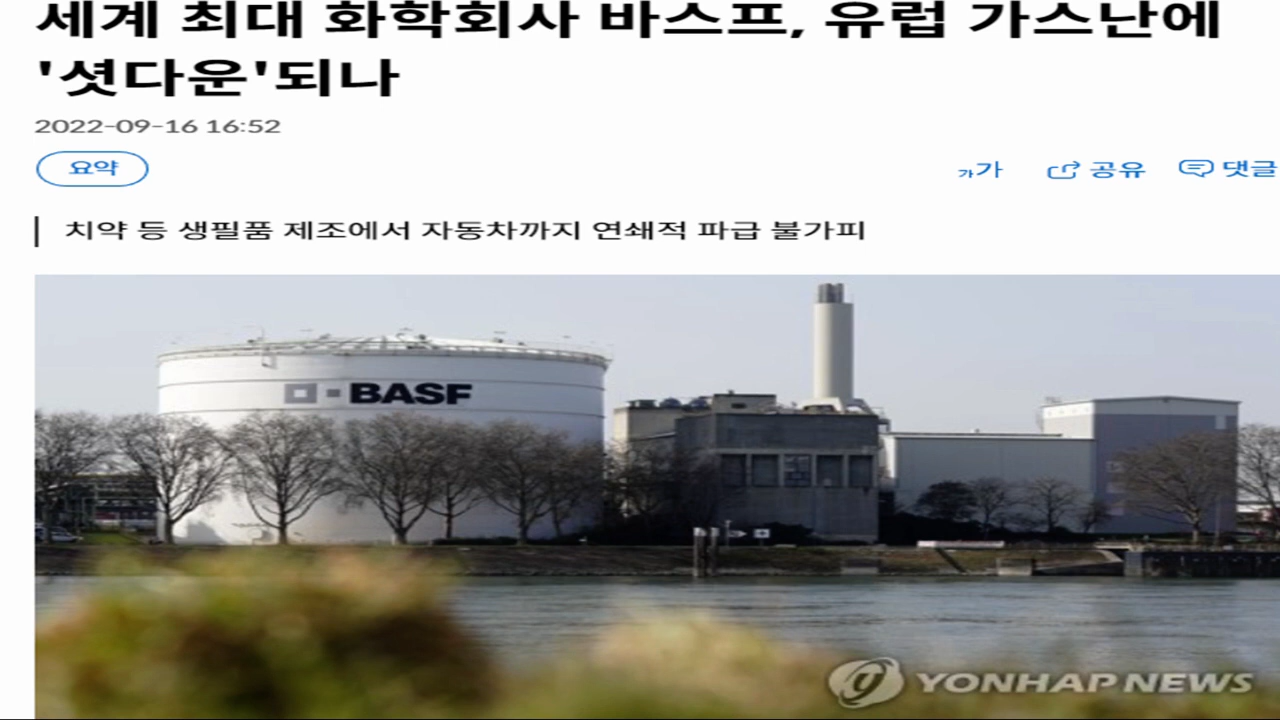 세계 최대 화학회사 바스프, 유럽 가스난에
'셧다운'되나
2022-09-16 16:52
요약
가가 공유 댓글
치약 등 생필품 제조에서 자동차까지 연쇄적 파급 불가피
BASF
YONHAP NEWS